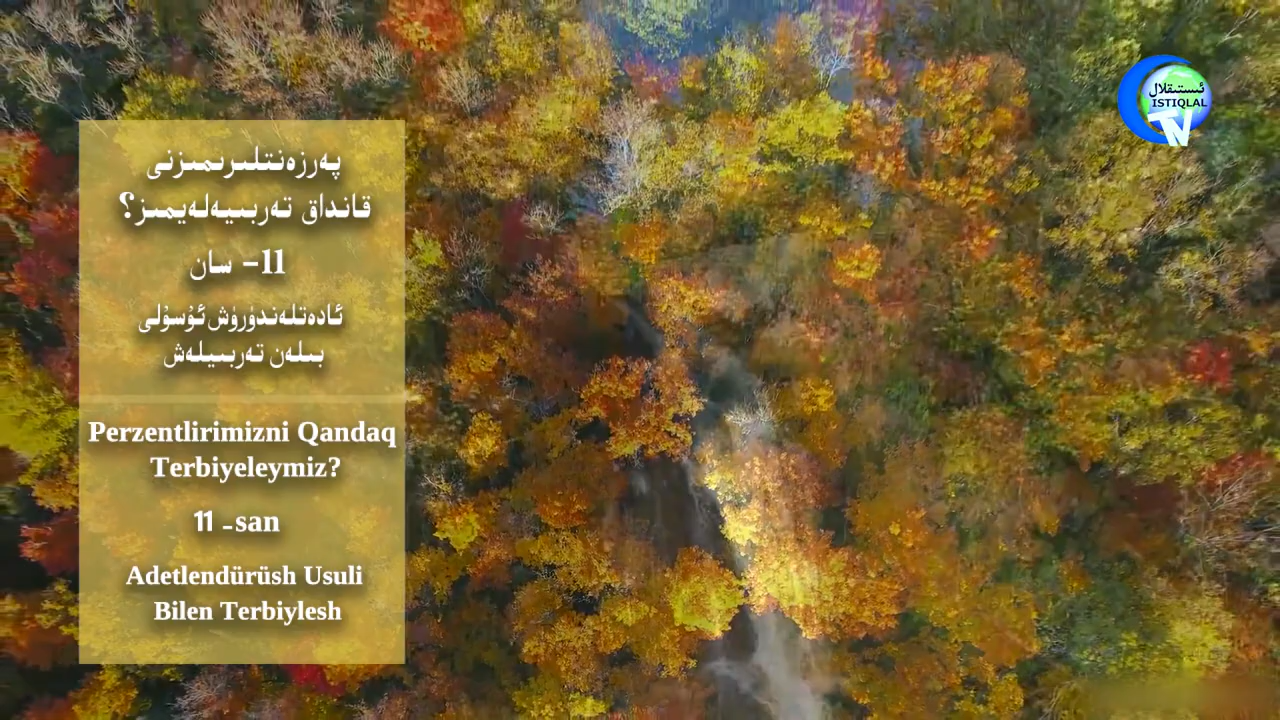 پەرزەنتلىرىمىزنى
قانداق تەربىيەلەيمىز؟
11- سان
ئادەتلەندۈرۈش ئۇسۇلى
بىلەن تەربىيىلەش
Perzentlirimizni Qandaq
Terbiyeleymiz?
11 -san
Adetlendürüsh Usuli
Bilen Terbiylesh
ئىستىقلال
ISTIQLAL
TV